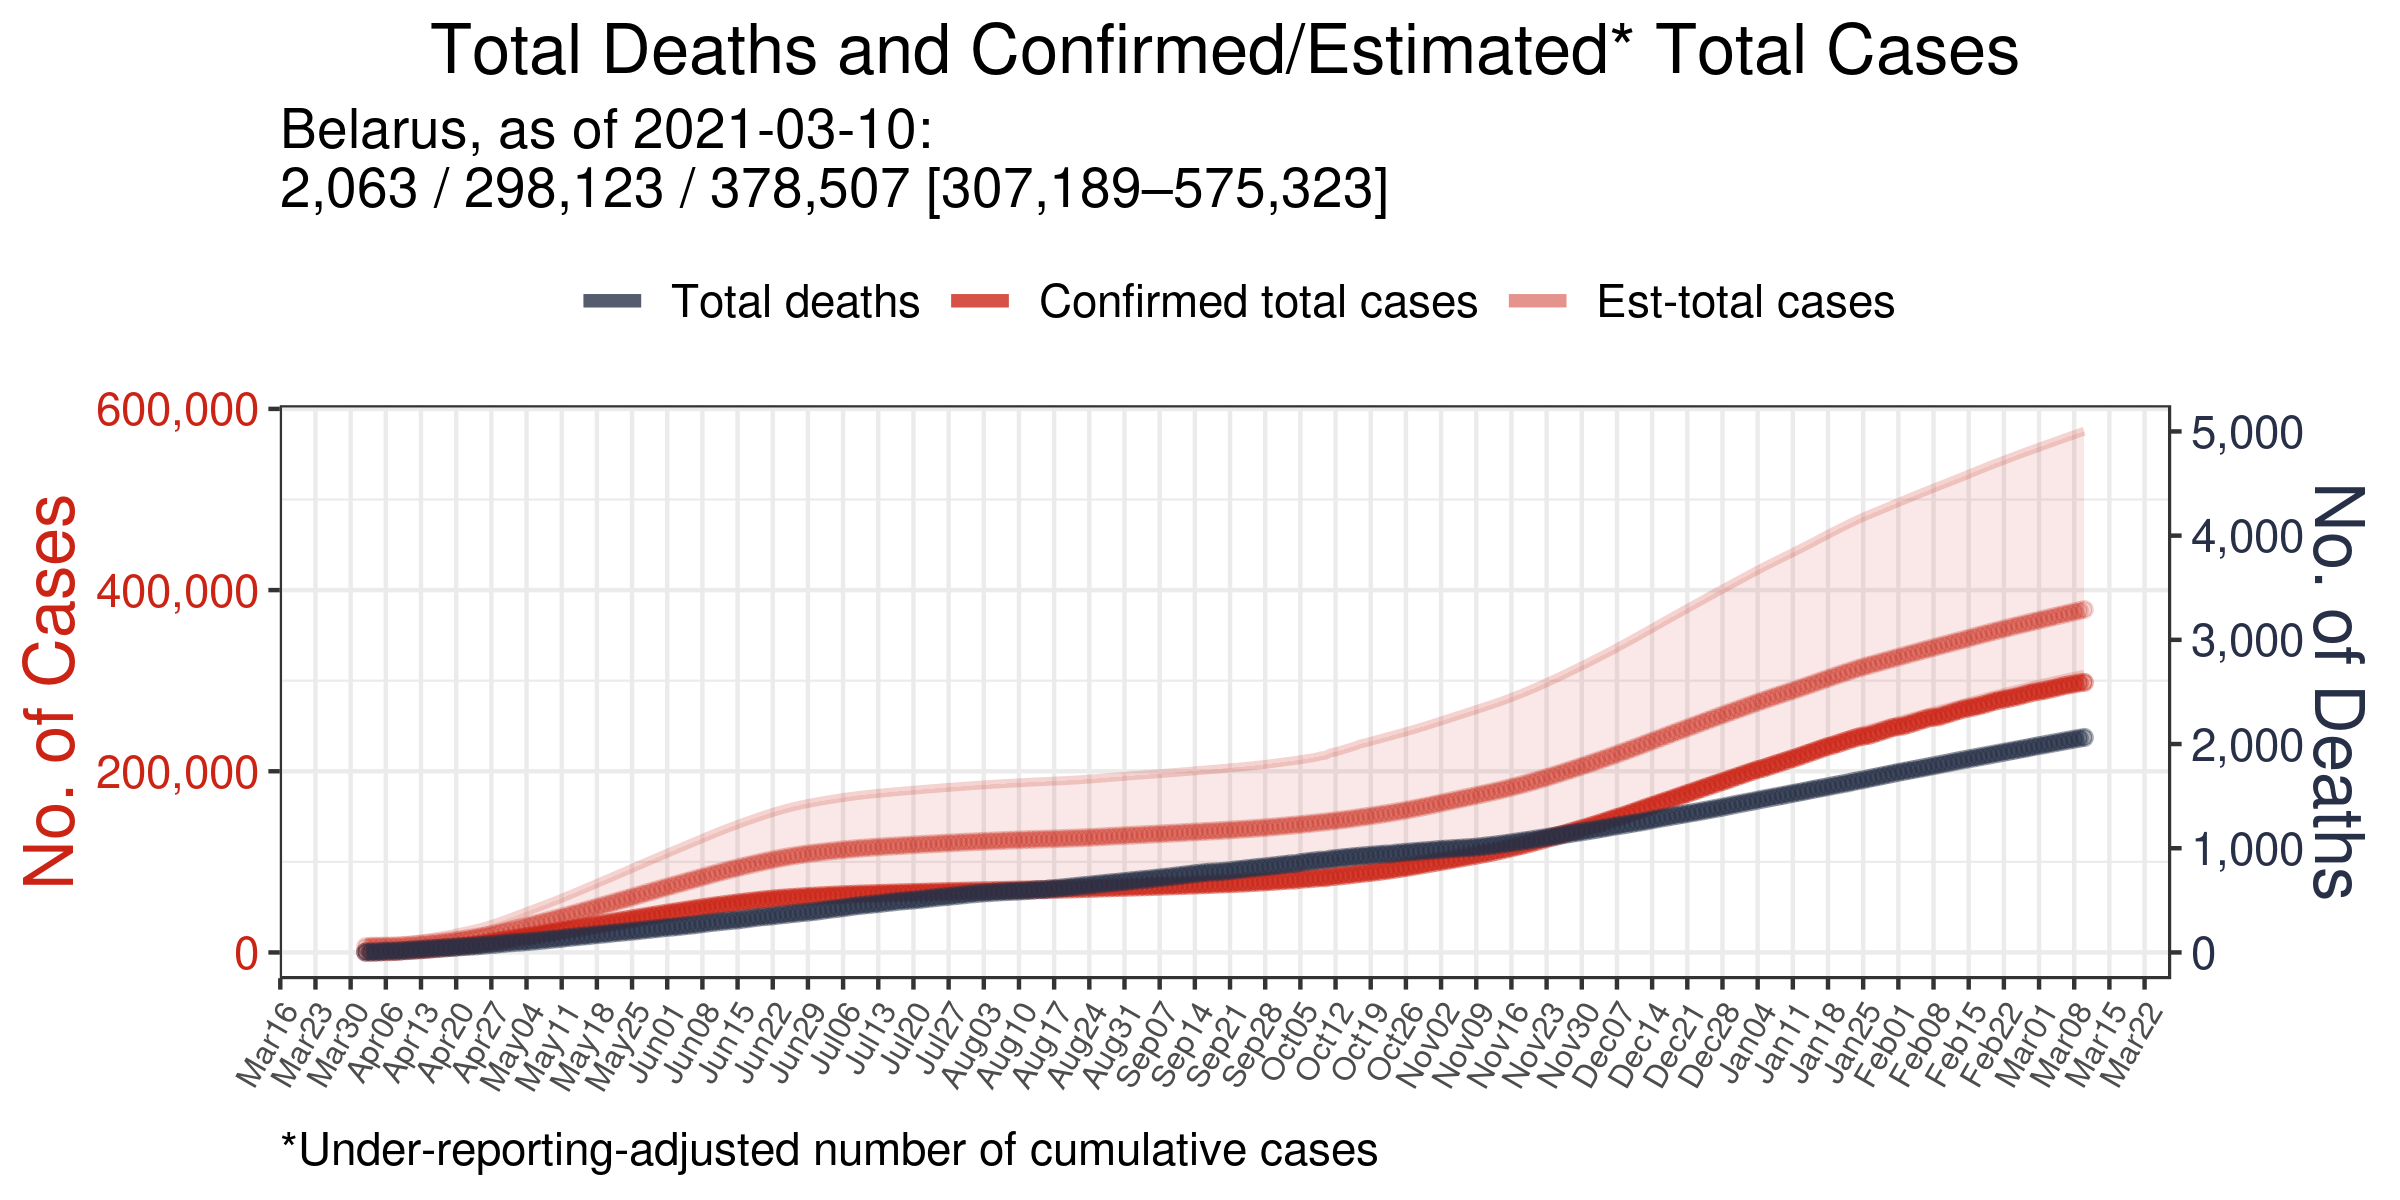 Total Deaths and Confirmed/Estimated* Total Cases
Belarus, as of 2021-03-10:
2,063 / 298,123 / 378,507 [307,189–575,323]
Total deaths
Confirmed total cases
Est-total cases
No. of Cases
600,000
400,000
200,000
0
5,000
4,000
3,000
2,000
1,000
0
No. of Deaths
Mar16
Mar23
Mar30
Apr06
Apr13
Apr20
Apr27
May04
May11
May18
May25
Jun01
Jun08
Jun15
Jun22
Jun29
Jul06
Jul13
Jul20
Jul27
Aug03
Aug10
Aug17
Aug24
Aug31
Sep07
Sep14
Sep21
Sep28
Oct05
Oct12
Oct19
Oct26
Nov02
Nov09
Nov16
Nov23
Nov30
Dec07
Dec14
Dec21
Dec28
Jan04
Jan11
Jan18
Jan25
Feb01
Feb08
Feb15
Feb22
Mar01
Mar08
Mar15
Mar22
*Under-reporting-adjusted number of cumulative cases